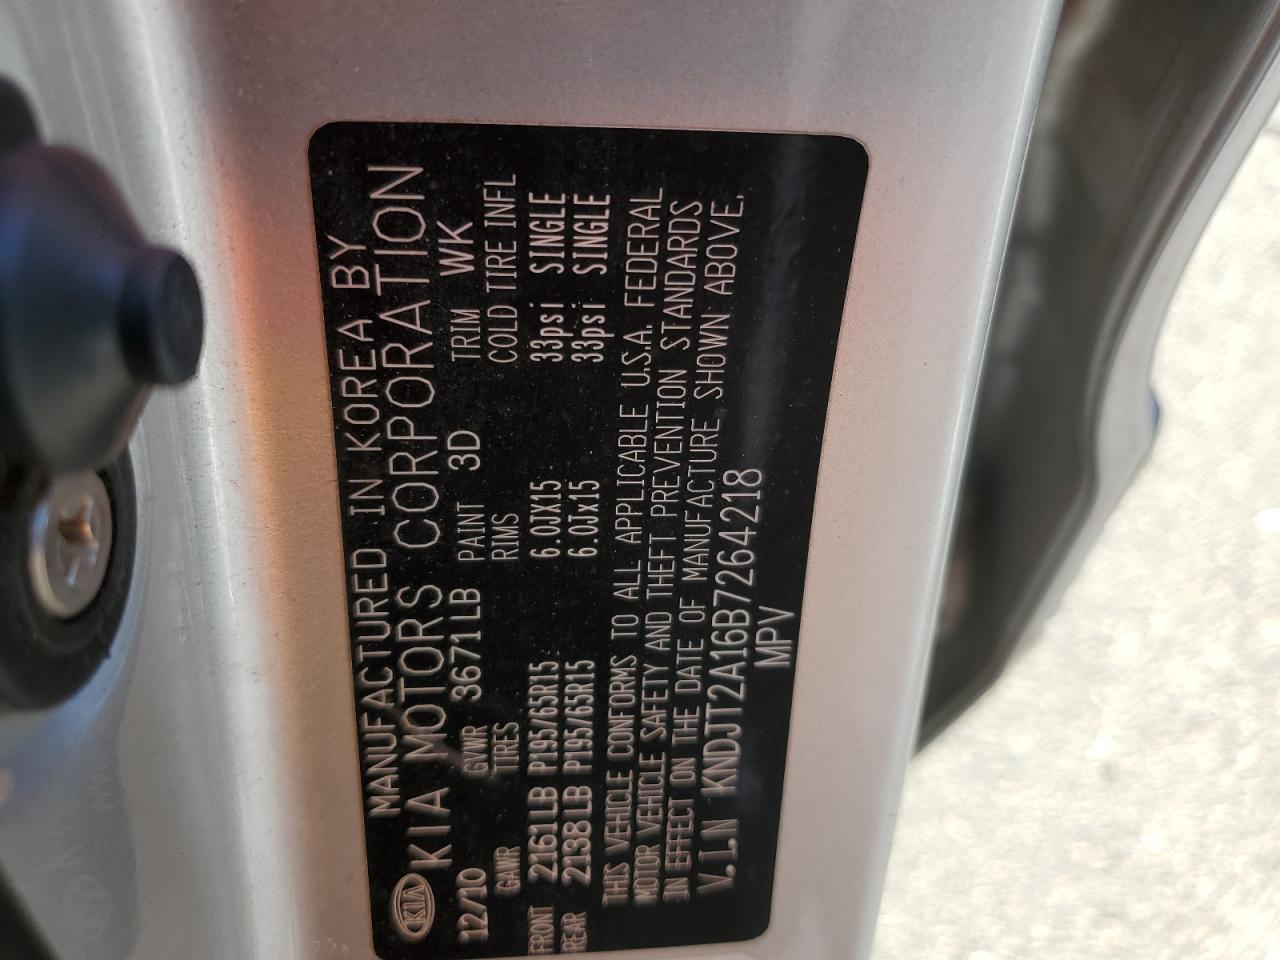 MANUFACTURED IN KOREA BY
KIA KIA MOTORS CORPORATION
12/10 GVWR 3671LB PAINT 3D TRIM WK
GAWR TIRES RIMS COLD TIRE INFL
FRONT 2161LB P195/65R15 6.0JX15 33psi SINGLE
REAR 2138LB P195/65R15 6.0Jx15 33psi SINGLE
THIS VEHICLE CONFORMS TO ALL APPLICABLE U.S.A. FEDERAL
MOTOR VEHICLE SAFETY AND THEFT PREVENTION STANDARDS
IN EFFECT ON THE DATE OF MANUFACTURE SHOWN ABOVE.
V.I.N KNDJT2A16B7264218
MPV